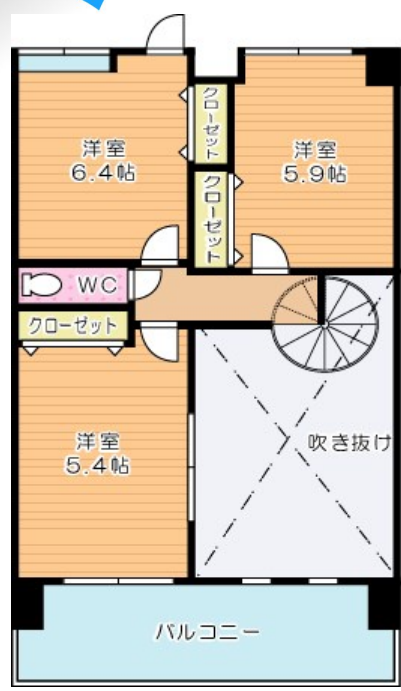 洋室
6.4帖
クローゼット
洋室
5.9帖
クローゼット
WC
クローゼット
洋室
5.4帖
吹き抜け
バルコニー